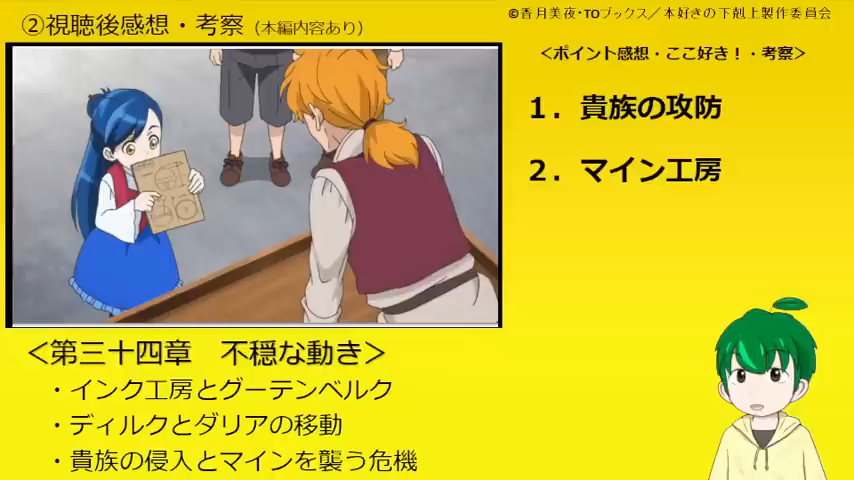 ②視聴後感想・考察（本編内容あり）
©香月美夜・TOブックス／本好きの下剋上製作委員会
＜ポイント感想・ここ好き！・考察＞
１．貴族の攻防
２．マイン工房
＜第三十四章　不穏な動き＞
・インク工房とグーテンベルク
・ディルクとダリアの移動
・貴族の侵入とマインを襲う危機